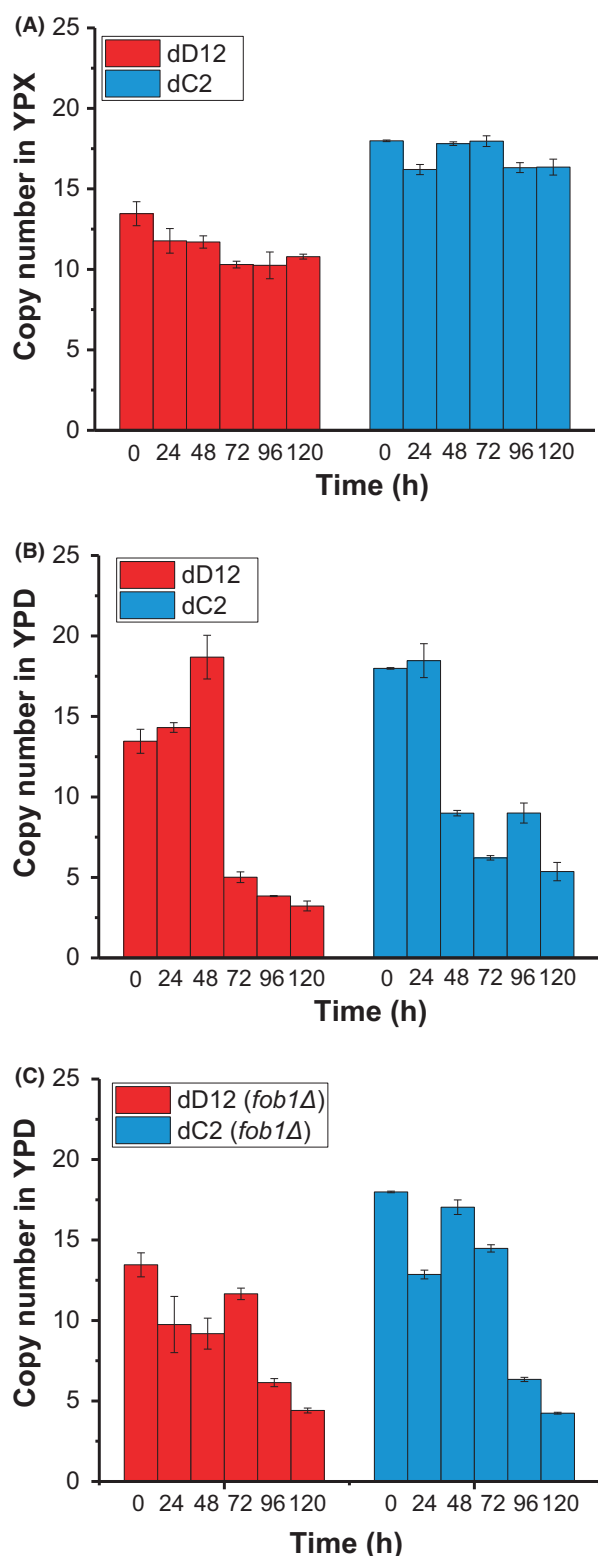 (A)
25
20
15
10
5
0
Copy number in YPX
dD12
dC2
0 24 48 72 96 120 0 24 48 72 96 120
Time (h)
(B)
25
20
15
10
5
0
Copy number in YPD
dD12
dC2
0 24 48 72 96 120 0 24 48 72 96 120
Time (h)
(C)
25
20
15
10
5
0
Copy number in YPD
dD12 (fob1Δ)
dC2 (fob1Δ)
0 24 48 72 96 120 0 24 48 72 96 120
Time (h)